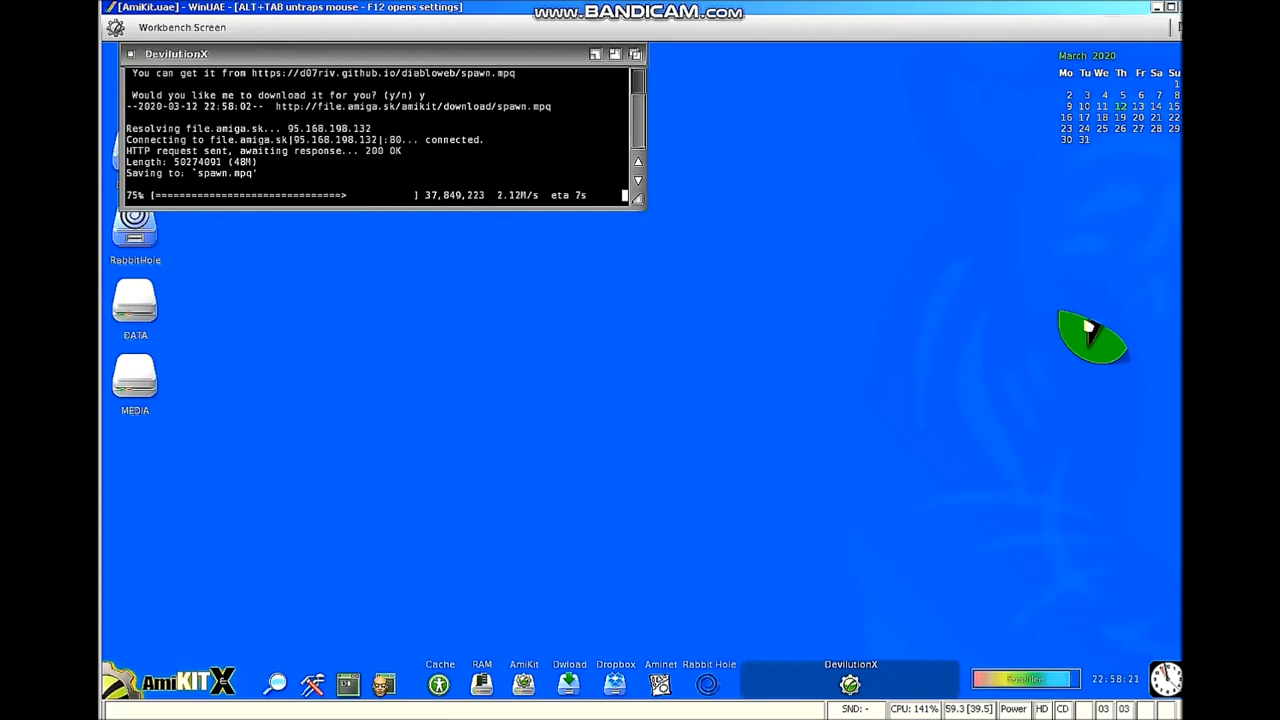 [AmiKit.uae] - WinUAE - [ALT+TAB untraps mouse - F12 opens settings]
www.BANDICAM.com
Workbench Screen
DevilutionX
You can get it from https://d07riv.github.io/diabloweb/spawn.mpq
Would you like me to download it for you? (y/n) y
--2020-03-12 22:58:02-- http://file.amiga.sk/amikit/download/spawn.mpq
Resolving file.amiga.sk... 95.168.198.132
Connecting to file.amiga.sk|95.168.198.132|:80... connected.
HTTP request sent, awaiting response... 200 OK
Length: 50274091 (48M)
Saving to: `spawn.mpq'
75% [==============================> ] 37,849,223 2.12M/s eta 7s
March 2020
Mo Tu We Th Fr Sa Su
1
2 3 4 5 6 7 8
9 10 11 12 13 14 15
16 17 18 19 20 21 22
23 24 25 26 27 28 29
30 31
RabbitHole
DATA
MEDIA
AmiKIT X
Cache
RAM
AmiKit
Dwload
Dropbox
Aminet
Rabbit Hole
DevilutionX
22:58:21
SND: -
CPU: 141%
59.3 [39.5]
Power
HD
CD
03
03